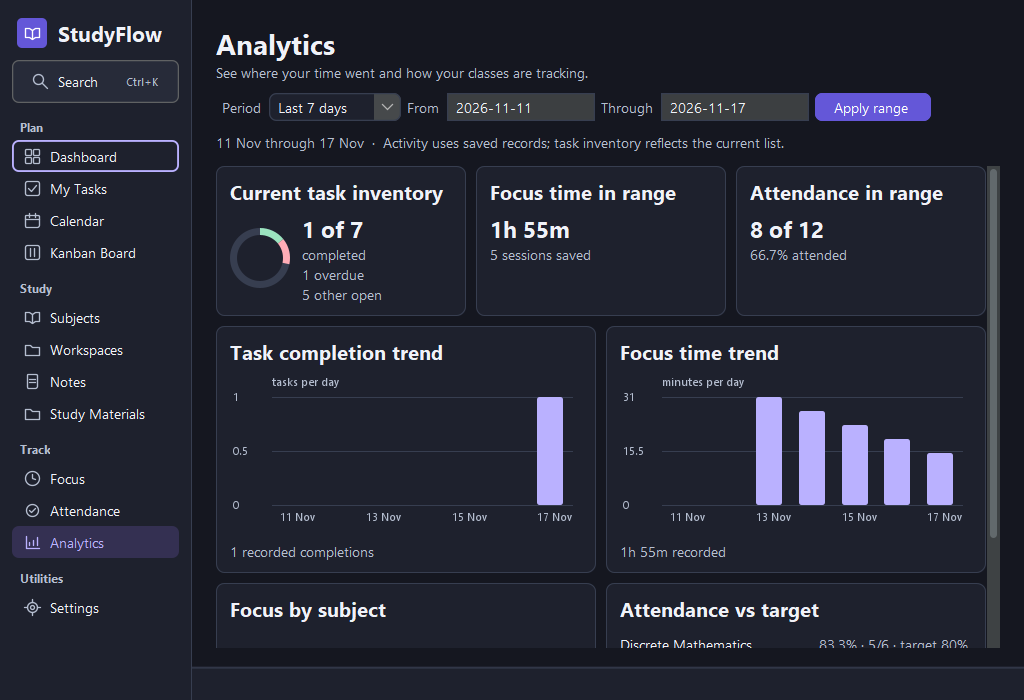 StudyFlow
Search Ctrl+K
Plan
Dashboard
My Tasks
Calendar
Kanban Board
Study
Subjects
Workspaces
Notes
Study Materials
Track
Focus
Attendance
Analytics
Utilities
Settings
Analytics
See where your time went and how your classes are tracking.
Period Last 7 days From 2026-11-11 Through 2026-11-17 Apply range
11 Nov through 17 Nov · Activity uses saved records; task inventory reflects the current list.
Current task inventory
1 of 7
completed
1 overdue
5 other open
Focus time in range
1h 55m
5 sessions saved
Attendance in range
8 of 12
66.7% attended
Task completion trend
tasks per day
1
0.5
0
11 Nov 13 Nov 15 Nov 17 Nov
1 recorded completions
Focus time trend
minutes per day
31
15.5
0
11 Nov 13 Nov 15 Nov 17 Nov
1h 55m recorded
Focus by subject
Attendance vs target
Discrete Mathematics 83.3% · 5/6 · target 80%